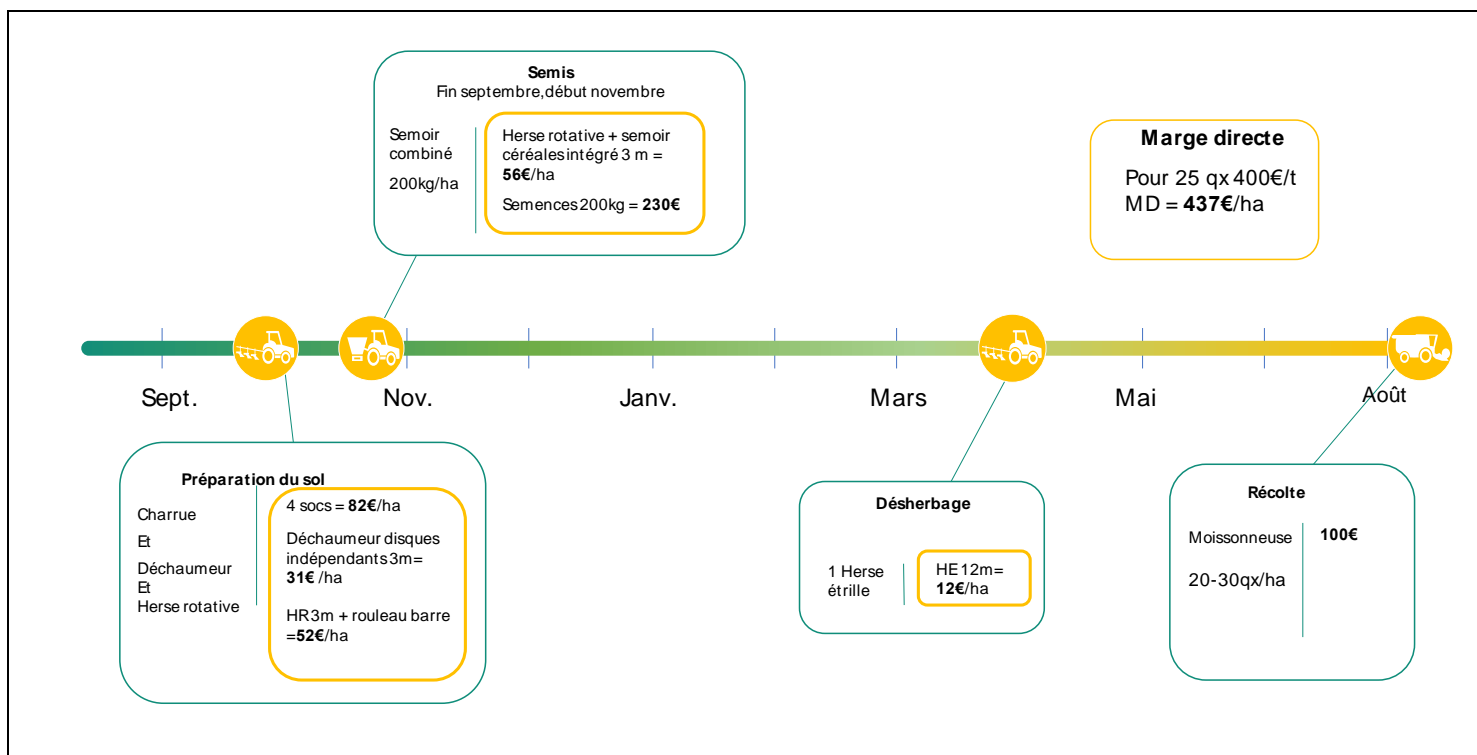 Semis
Fin septembre, début novembre
Semoir
combiné
200kg/ha
Herse rotative + semoir
céréales intégré 3 m =
56€/ha
Semences 200kg = 230€
Marge directe
Pour 25 qx 400€/t
MD = 437€/ha
Sept.
Nov.
Janv.
Mars
Mai
Août
Préparation du sol
Charrue
Et
Déchaumeur
Et
Herse rotative
4 socs = 82€/ha
Déchaumeur disques
indépendants 3m=
31€ /ha
HR 3m + rouleau barre
=52€/ha
Désherbage
1 Herse
étrille
HE 12m=
12€/ha
Récolte
Moissonneuse
20-30qx/ha
100€